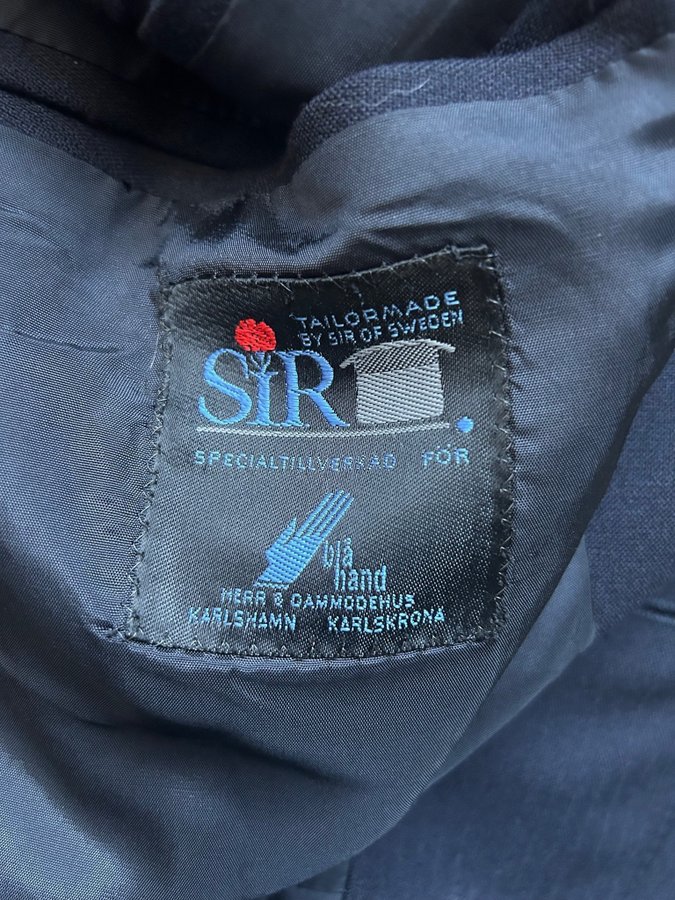 TAILORMADE
BY SIR OF SWEDEN
SIR
SPECIALTILLVERKAD FÖR
blå
hand
HERR & DAMMODEHUS
KARLSHAMN KARLSKRONA